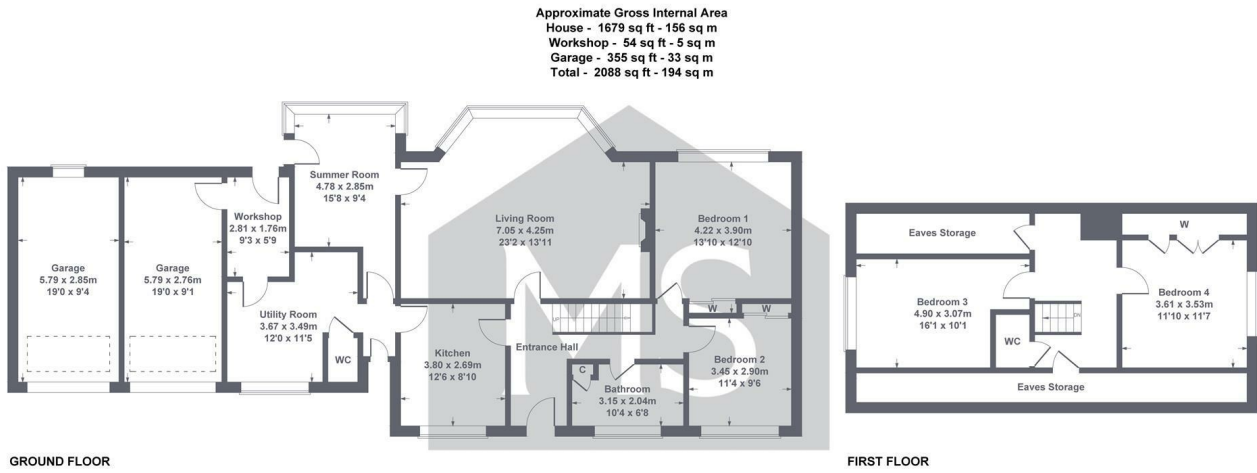 Approximate Gross Internal Area
House - 1679 sq ft - 156 sq m
Workshop - 54 sq ft - 5 sq m
Garage - 355 sq ft - 33 sq m
Total - 2088 sq ft - 194 sq m
Garage
5.79 x 2.85m
19'0 x 9'4
Garage
5.79 x 2.76m
19'0 x 9'1
Workshop
2.81 x 1.76m
9'3 x 5'9
Summer Room
4.78 x 2.85m
15'8 x 9'4
Utility Room
3.67 x 3.49m
12'0 x 11'5
WC
Living Room
7.05 x 4.25m
23'2 x 13'11
Bedroom 1
4.22 x 3.90m
13'10 x 12'10
W
W
Kitchen
3.80 x 2.69m
12'6 x 8'10
UP
Entrance Hall
C
Bathroom
3.15 x 2.04m
10'4 x 6'8
Bedroom 2
3.45 x 2.90m
11'4 x 9'6
MS
GROUND FLOOR
Eaves Storage
W
Bedroom 3
4.90 x 3.07m
16'1 x 10'1
WC
DN
Bedroom 4
3.61 x 3.53m
11'10 x 11'7
Eaves Storage
FIRST FLOOR